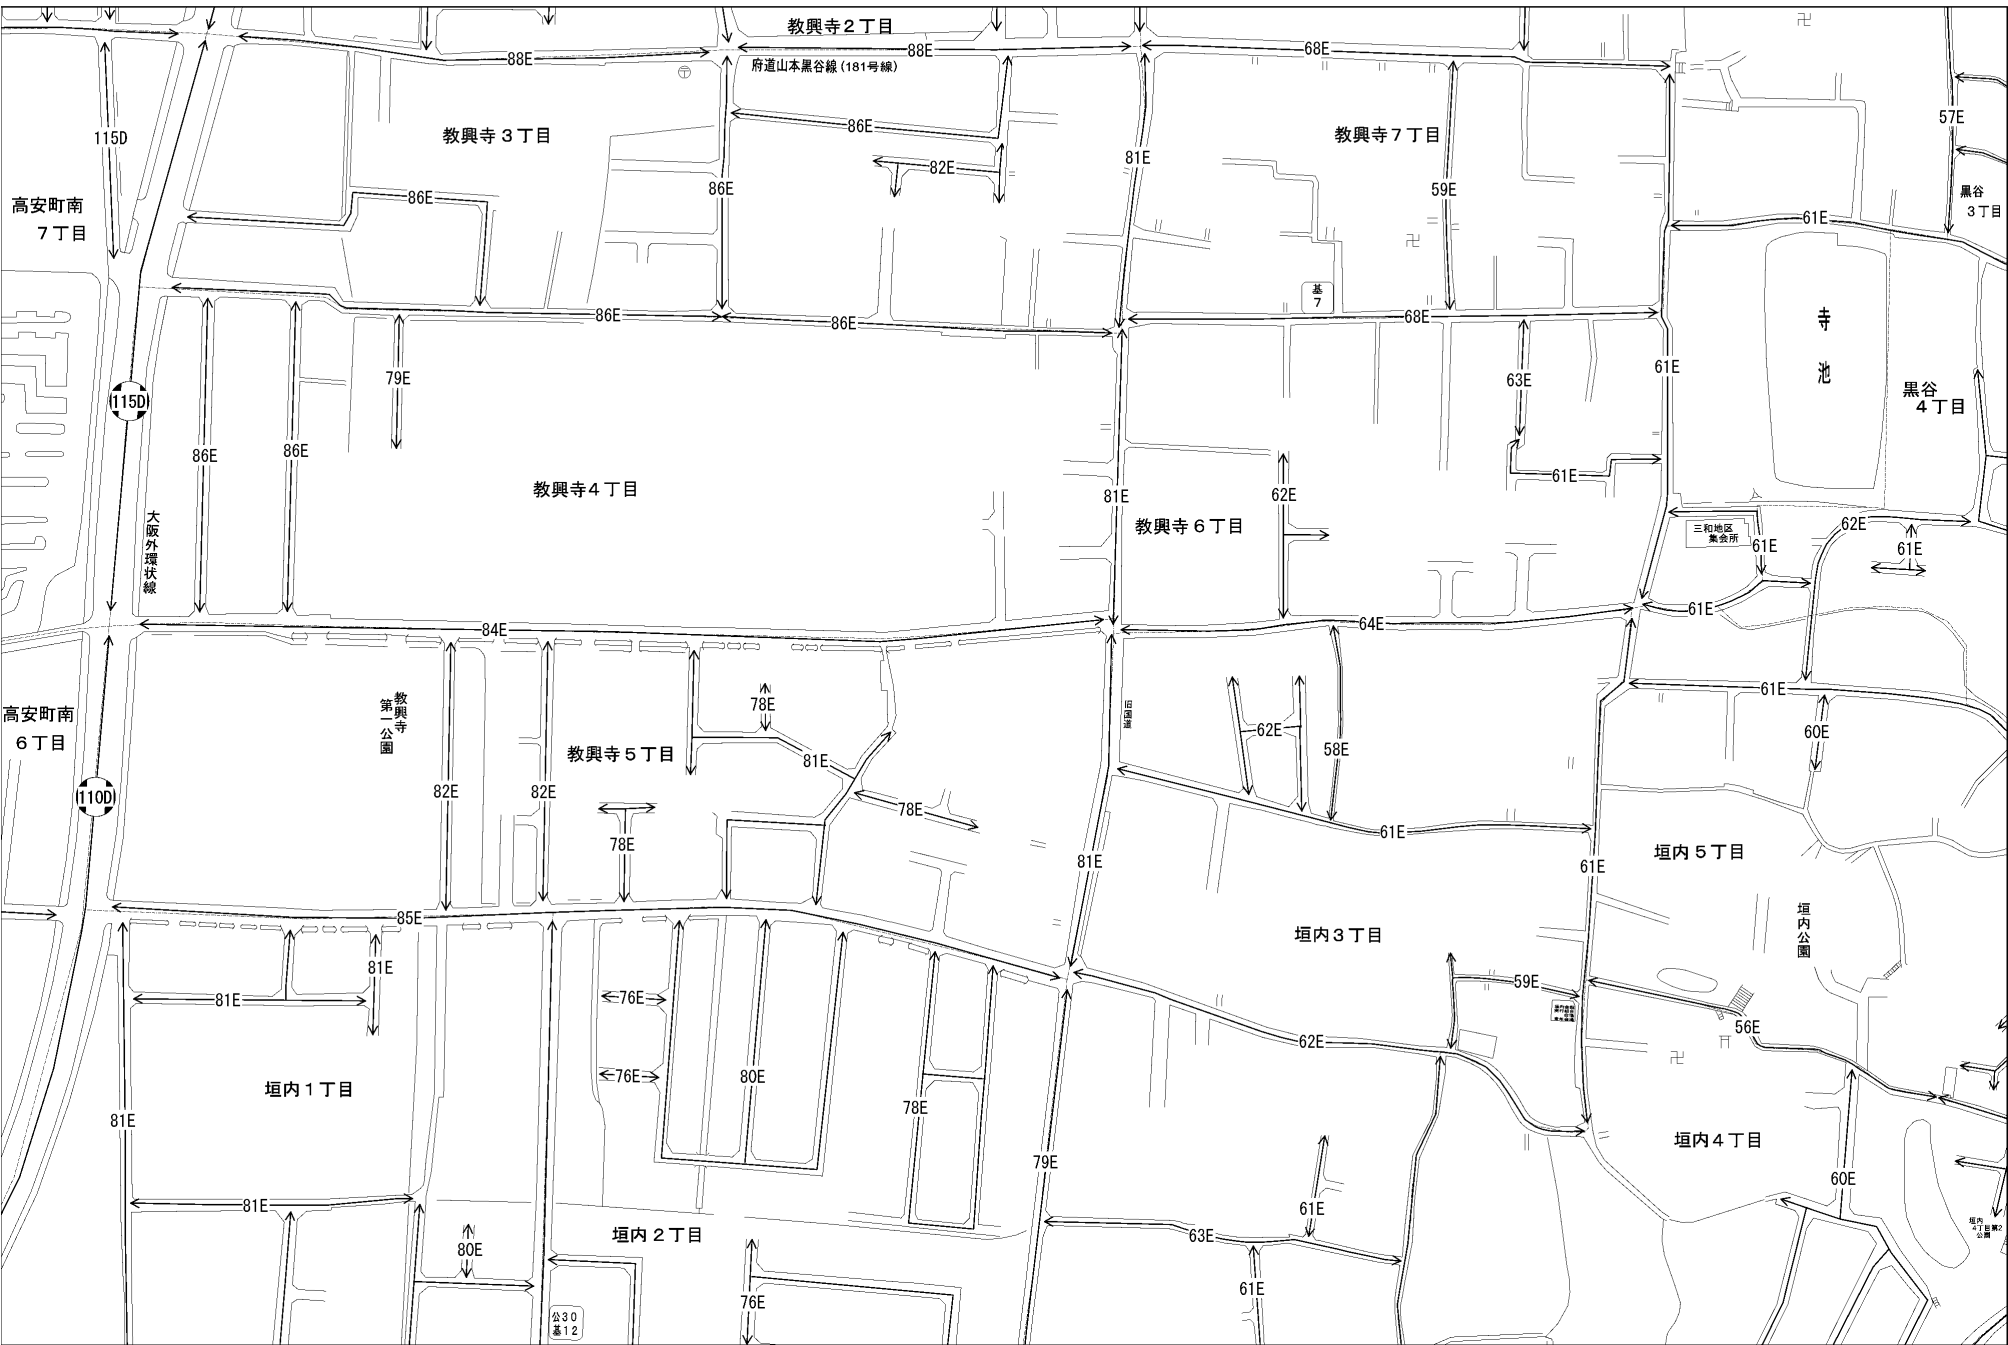 教興寺２丁目
88E
88E
68E
府道山本黒谷線(181号線)
115D
教興寺３丁目
86E
教興寺７丁目
57E
81E
82E
86E
59E
86E
黒谷
３丁目
高安町南
７丁目
61E
基
7
86E
86E
68E
寺池
79E
63E
61E
黒谷
４丁目
115D
86E
86E
61E
教興寺４丁目
81E
62E
大阪外環状線
教興寺６丁目
三和地区
集会所
61E
62E
61E
84E
64E
61E
高安町南
６丁目
教興寺
第一公園
78E
旧国道
61E
62E
58E
60E
教興寺５丁目
81E
110D
82E
82E
78E
78E
61E
81E
61E
垣内５丁目
85E
垣内公園
垣内３丁目
81E
81E
76E
59E
56E
62E
76E
80E
垣内１丁目
78E
81E
垣内４丁目
79E
60E
81E
61E
垣内
4丁目第2
公園
垣内２丁目
80E
63E
61E
76E
公30
基12